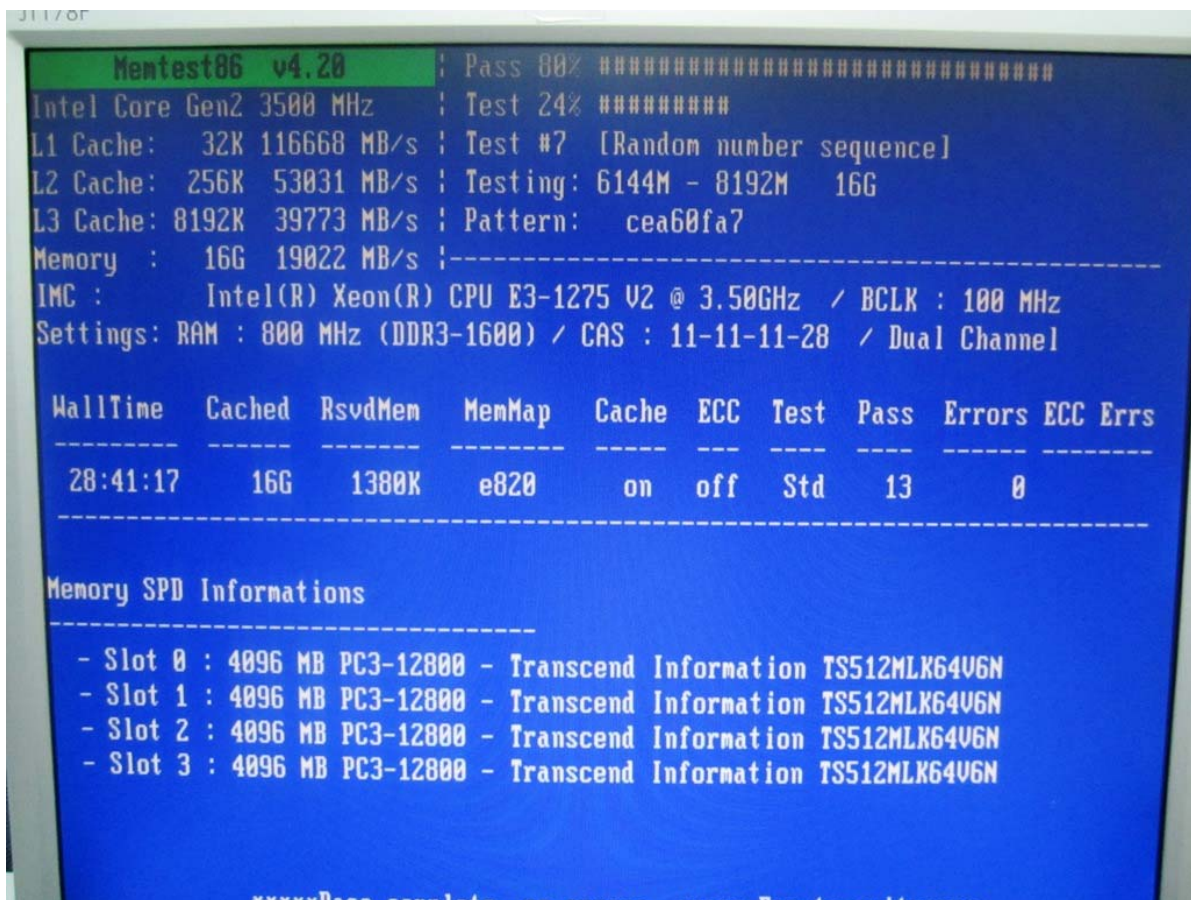 Memtest86 v4.20 | Pass 80% ################################
Intel Core Gen2 3500 MHz | Test 24% #########
L1 Cache: 32K 116668 MB/s | Test #7 [Random number sequence]
L2 Cache: 256K 53031 MB/s | Testing: 6144M - 8192M 16G
L3 Cache: 8192K 39773 MB/s | Pattern: cea60fa7
Memory : 16G 19022 MB/s |-------------------------------------------------
IMC : Intel(R) Xeon(R) CPU E3-1275 V2 @ 3.50GHz / BCLK : 100 MHz
Settings: RAM : 800 MHz (DDR3-1600) / CAS : 11-11-11-28 / Dual Channel
WallTime Cached RsvdMem MemMap Cache ECC Test Pass Errors ECC Errs
--------- ------ ------- -------- ----- --- ---- ---- ------ --------
28:41:17 16G 1380K e820 on off Std 13 0
-----------------------------------------------------------------------------
Memory SPD Informations
----------------------------------
- Slot 0 : 4096 MB PC3-12800 - Transcend Information TS512MLK64V6N
- Slot 1 : 4096 MB PC3-12800 - Transcend Information TS512MLK64V6N
- Slot 2 : 4096 MB PC3-12800 - Transcend Information TS512MLK64V6N
- Slot 3 : 4096 MB PC3-12800 - Transcend Information TS512MLK64V6N